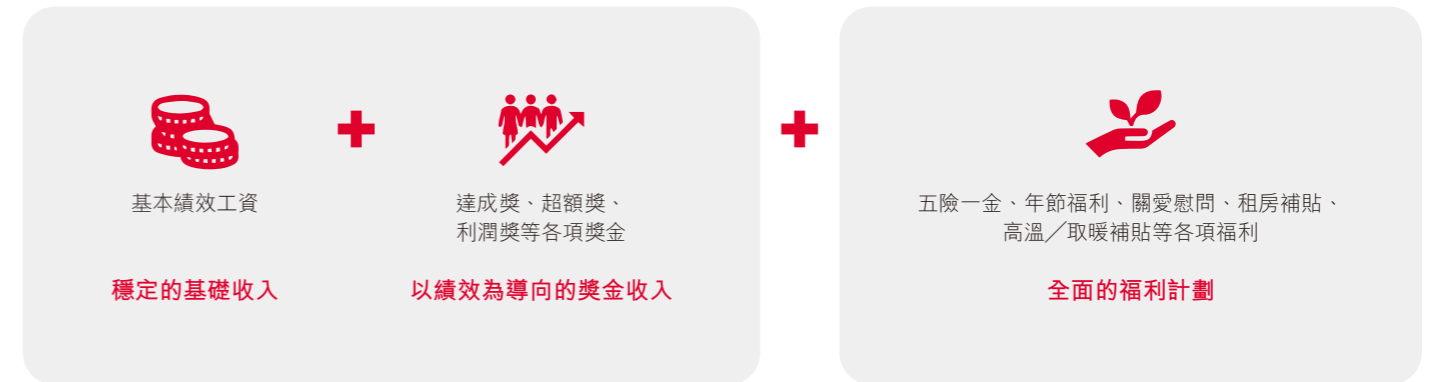 基本績效工資
穩定的基礎收入
達成獎、超額獎、
利潤獎等各項獎金
以績效為導向的獎金收入
五險一金、年節福利、關愛慰問、租房補貼、
高溫╱取暖補貼等各項福利
全面的福利計劃